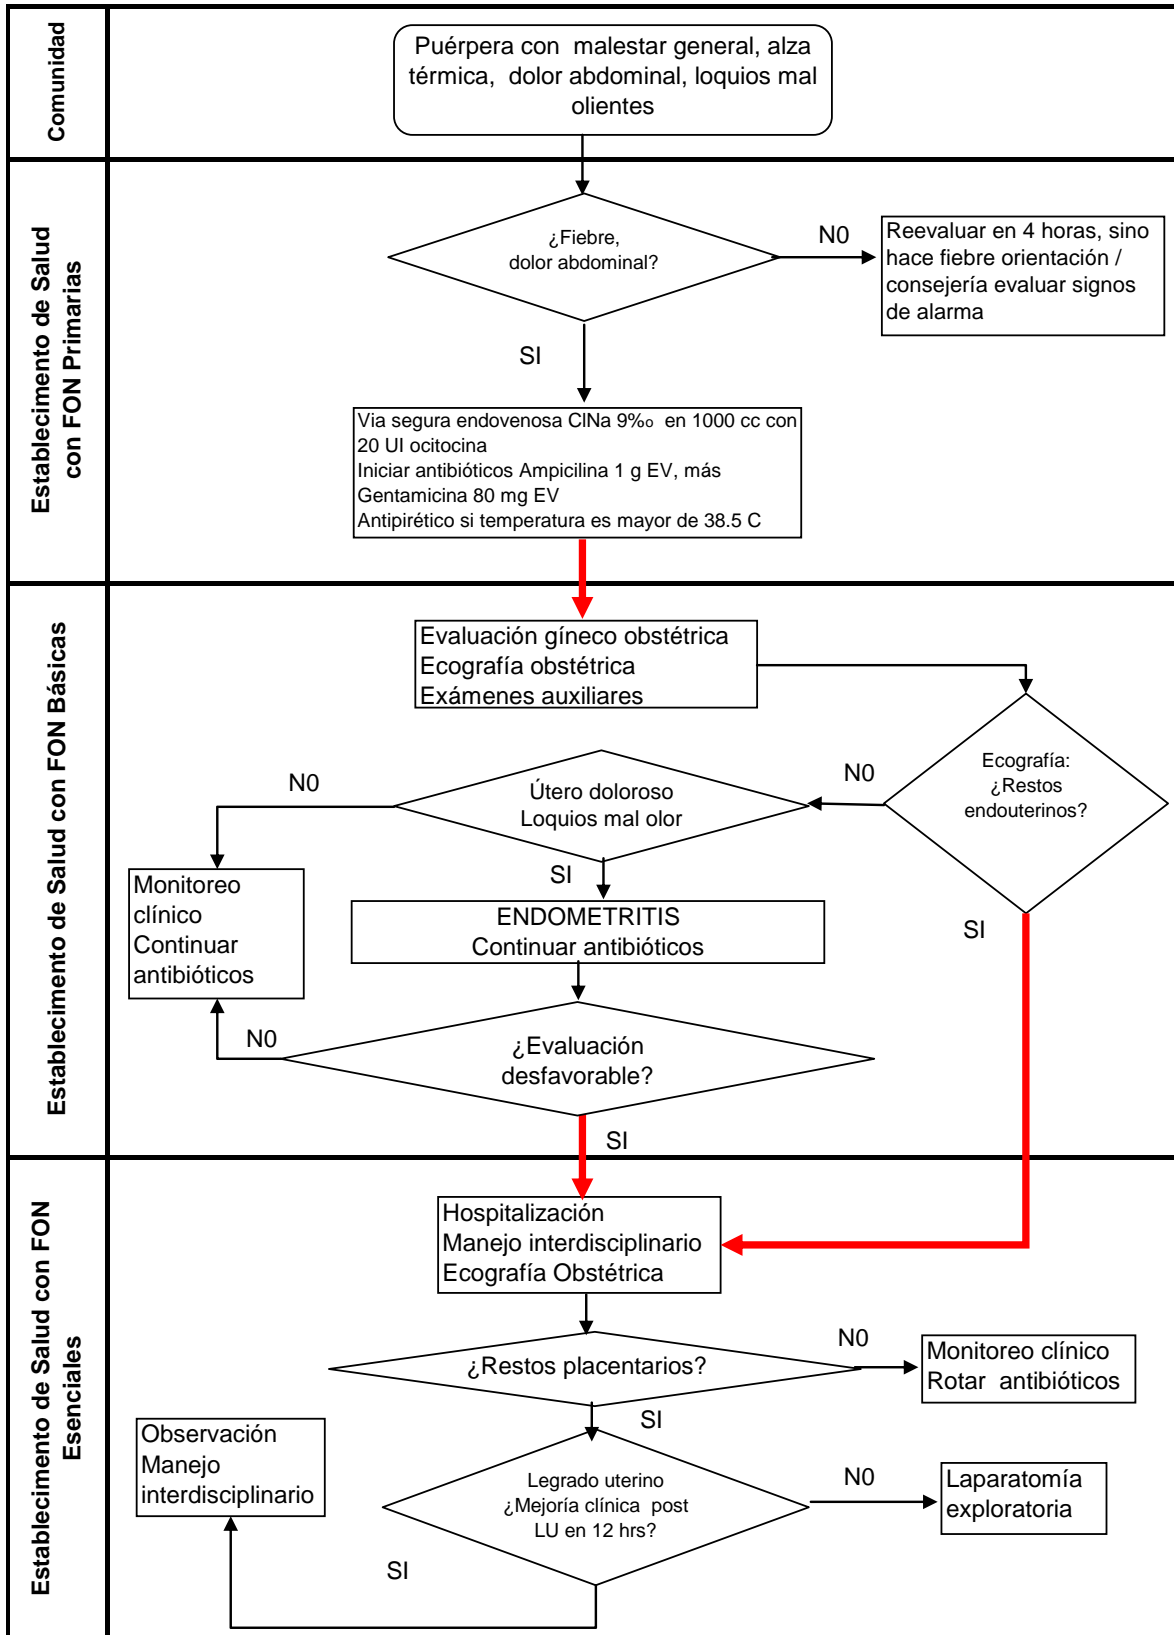 Comunidad
Puérpera con malestar general, alza
térmica, dolor abdominal, loquios mal
olientes
Establecimento de Salud
con FON Primarias
¿Fiebre,
dolor abdominal?
N0
Reevaluar en 4 horas, sino
hace fiebre orientación /
consejería evaluar signos
de alarma
SI
Via segura endovenosa ClNa 9‰ en 1000 cc con
20 UI ocitocina
Iniciar antibióticos Ampicilina 1 g EV, más
Gentamicina 80 mg EV
Antipirético si temperatura es mayor de 38.5 C
Establecimento de Salud con FON Básicas
Evaluación gíneco obstétrica
Ecografía obstétrica
Exámenes auxiliares
Ecografía:
¿Restos
endouterinos?
N0
SI
Útero doloroso
Loquios mal olor
N0
SI
Monitoreo
clínico
Continuar
antibióticos
ENDOMETRITIS
Continuar antibióticos
¿Evaluación
desfavorable?
N0
SI
Establecimento de Salud con FON
Esenciales
Hospitalización
Manejo interdisciplinario
Ecografía Obstétrica
¿Restos placentarios?
N0
Monitoreo clínico
Rotar antibióticos
SI
Observación
Manejo
interdisciplinario
Legrado uterino
¿Mejoría clínica post
LU en 12 hrs?
N0
Laparatomía
exploratoria
SI